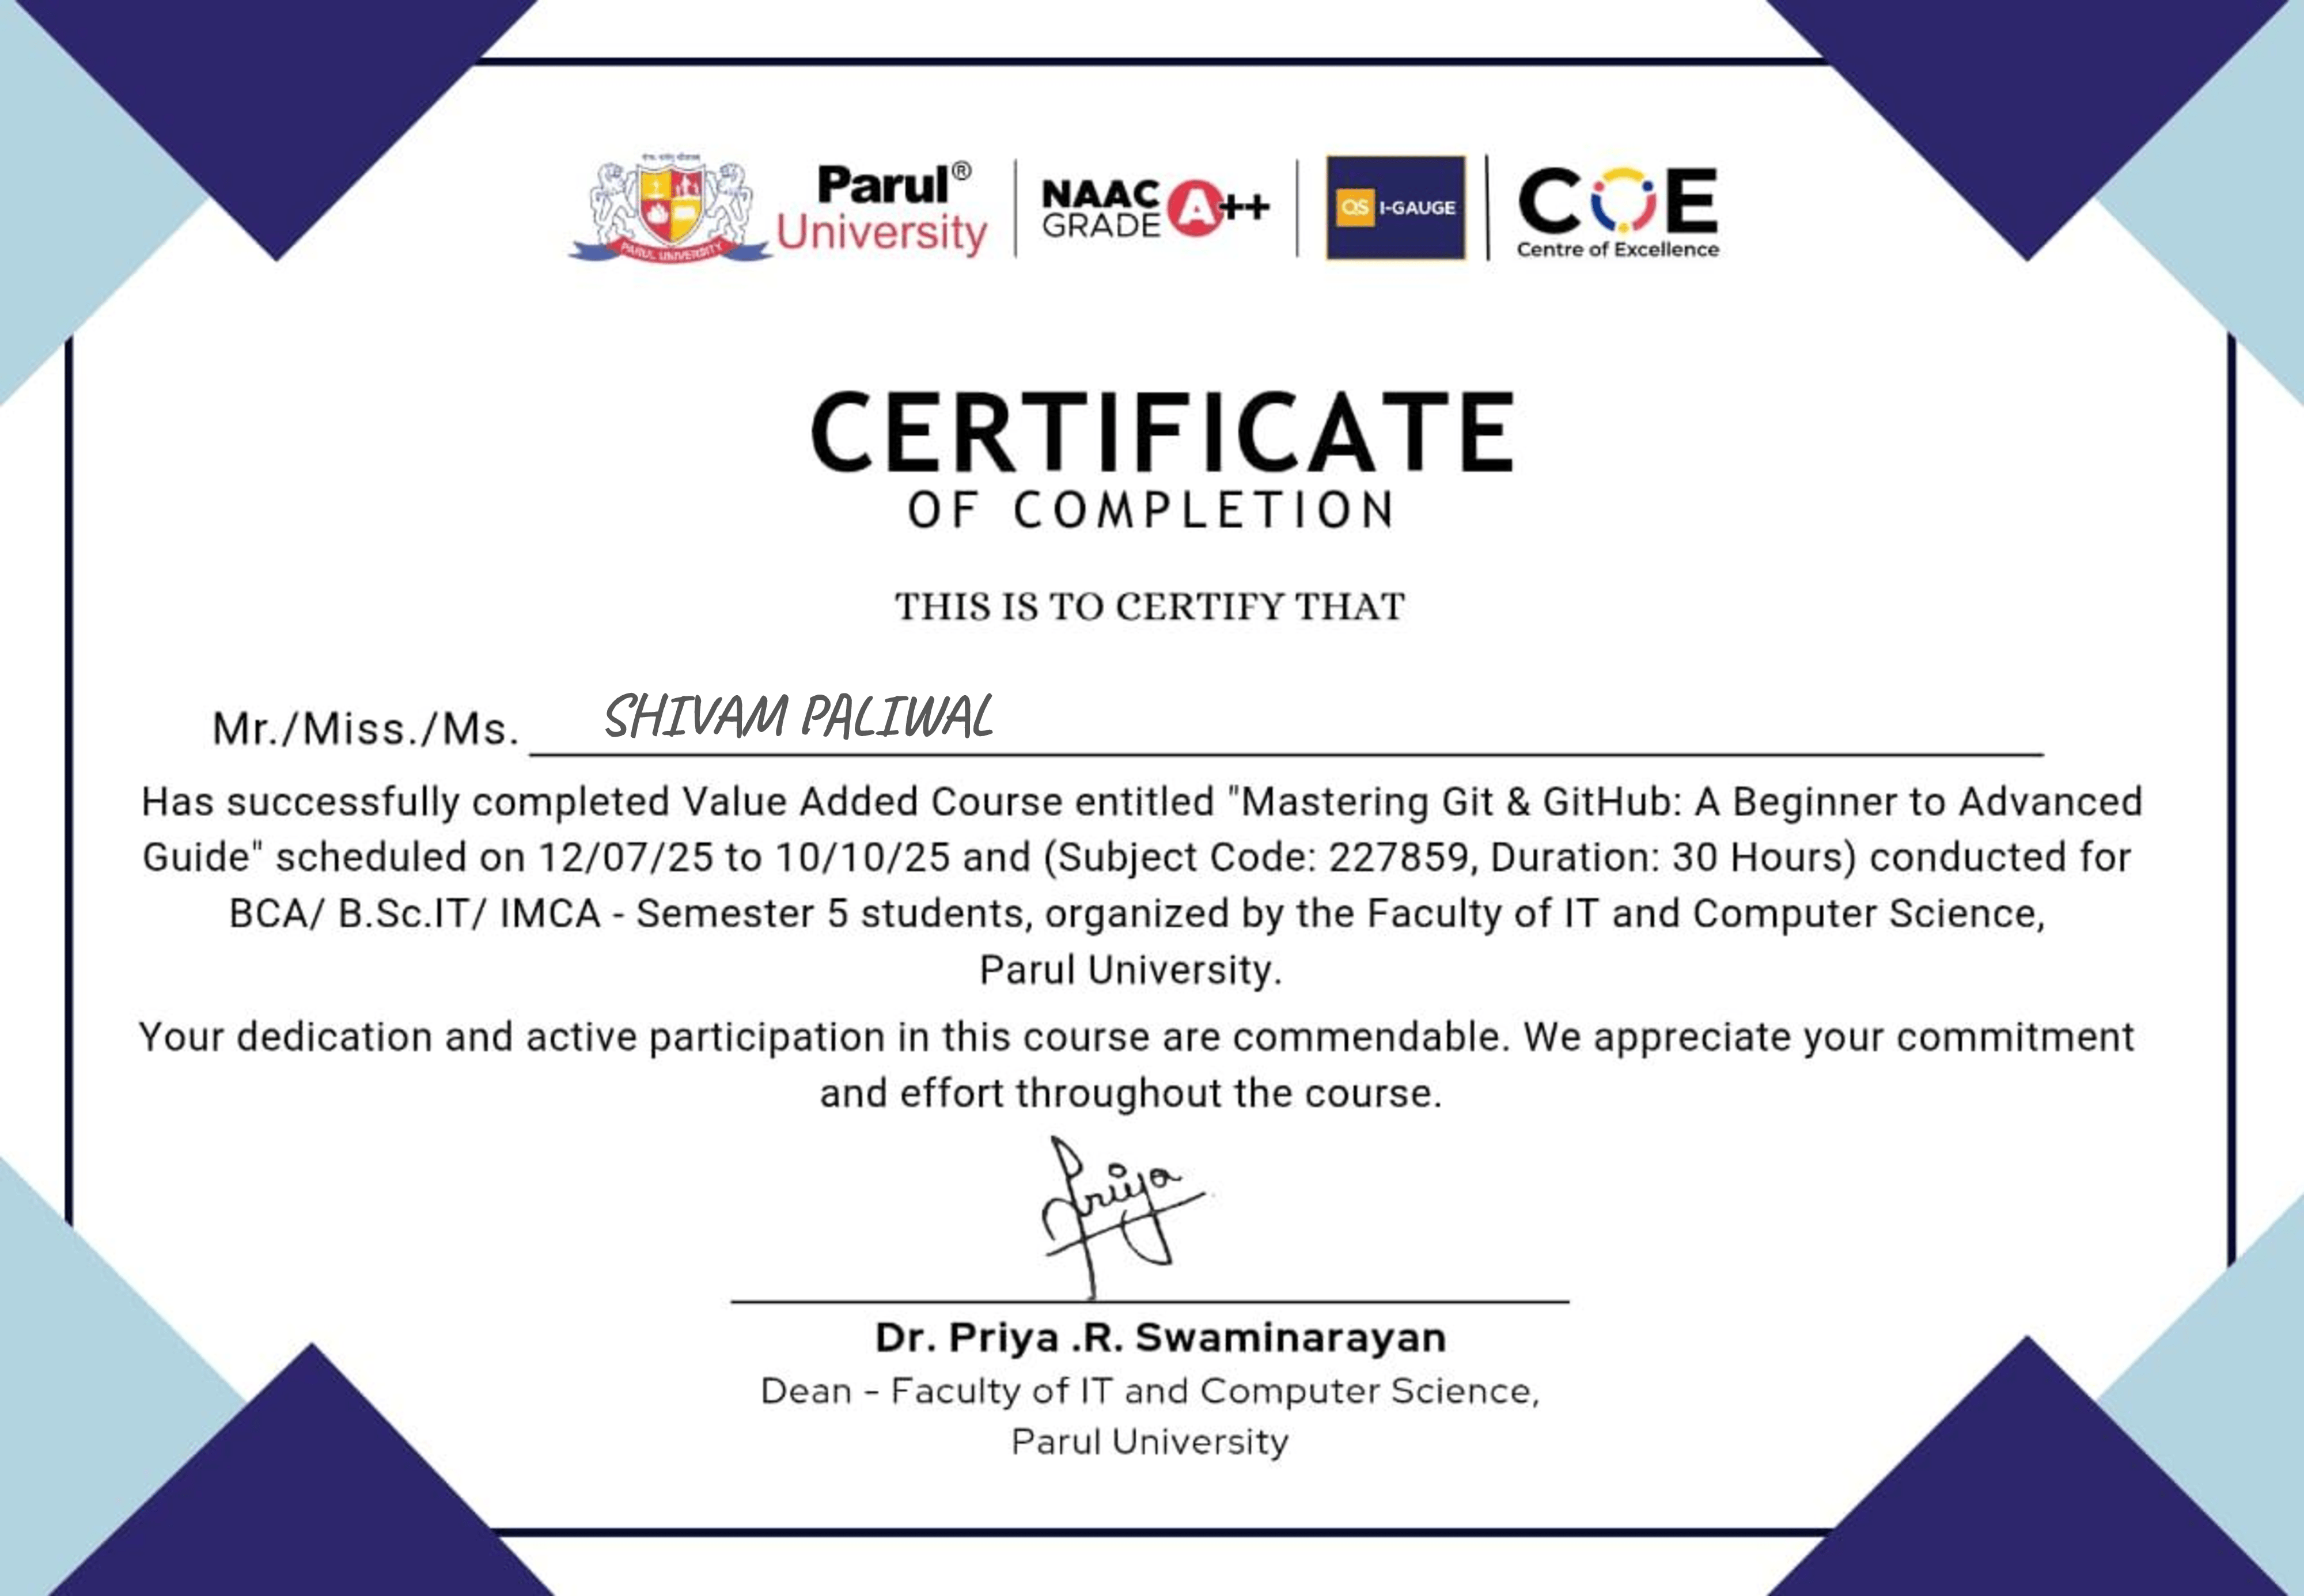 Parul®
University
PARUL UNIVERSITY
NAAC
GRADE A++
QS I-GAUGE
COE
Centre of Excellence
CERTIFICATE
OF COMPLETION
THIS IS TO CERTIFY THAT
Mr./Miss./Ms. SHIVAM PALIWAL
Has successfully completed Value Added Course entitled "Mastering Git & GitHub: A Beginner to Advanced
Guide" scheduled on 12/07/25 to 10/10/25 and (Subject Code: 227859, Duration: 30 Hours) conducted for
BCA/ B.Sc.IT/ IMCA - Semester 5 students, organized by the Faculty of IT and Computer Science,
Parul University.
Your dedication and active participation in this course are commendable. We appreciate your commitment
and effort throughout the course.
Priya
Dr. Priya .R. Swaminarayan
Dean - Faculty of IT and Computer Science,
Parul University